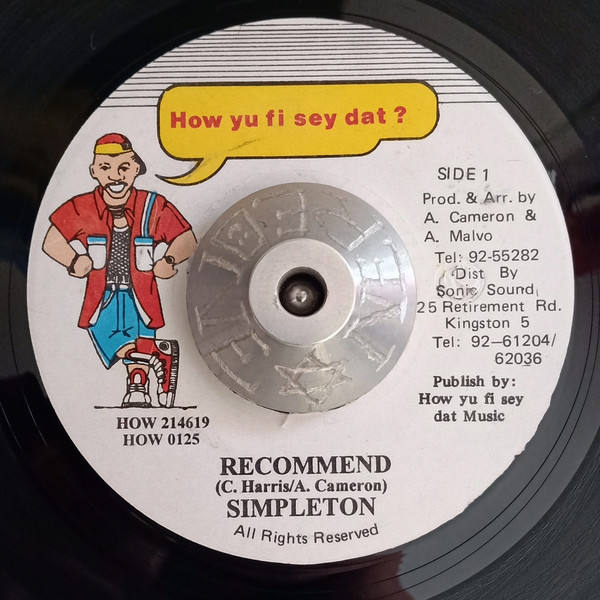 How yu fi sey dat ?
SIDE 1
Prod. & Arr. by
A. Cameron &
A. Malvo
Tel: 92-55282
Dist By
Sonic Sound
25 Retirement Rd.
Kingston 5
Tel: 92-61204/
62036
Publish by:
How yu fi sey
dat Music
HOW 214619
HOW 0125
RECOMMEND
(C. Harris/A. Cameron)
SIMPLETON
All Rights Reserved